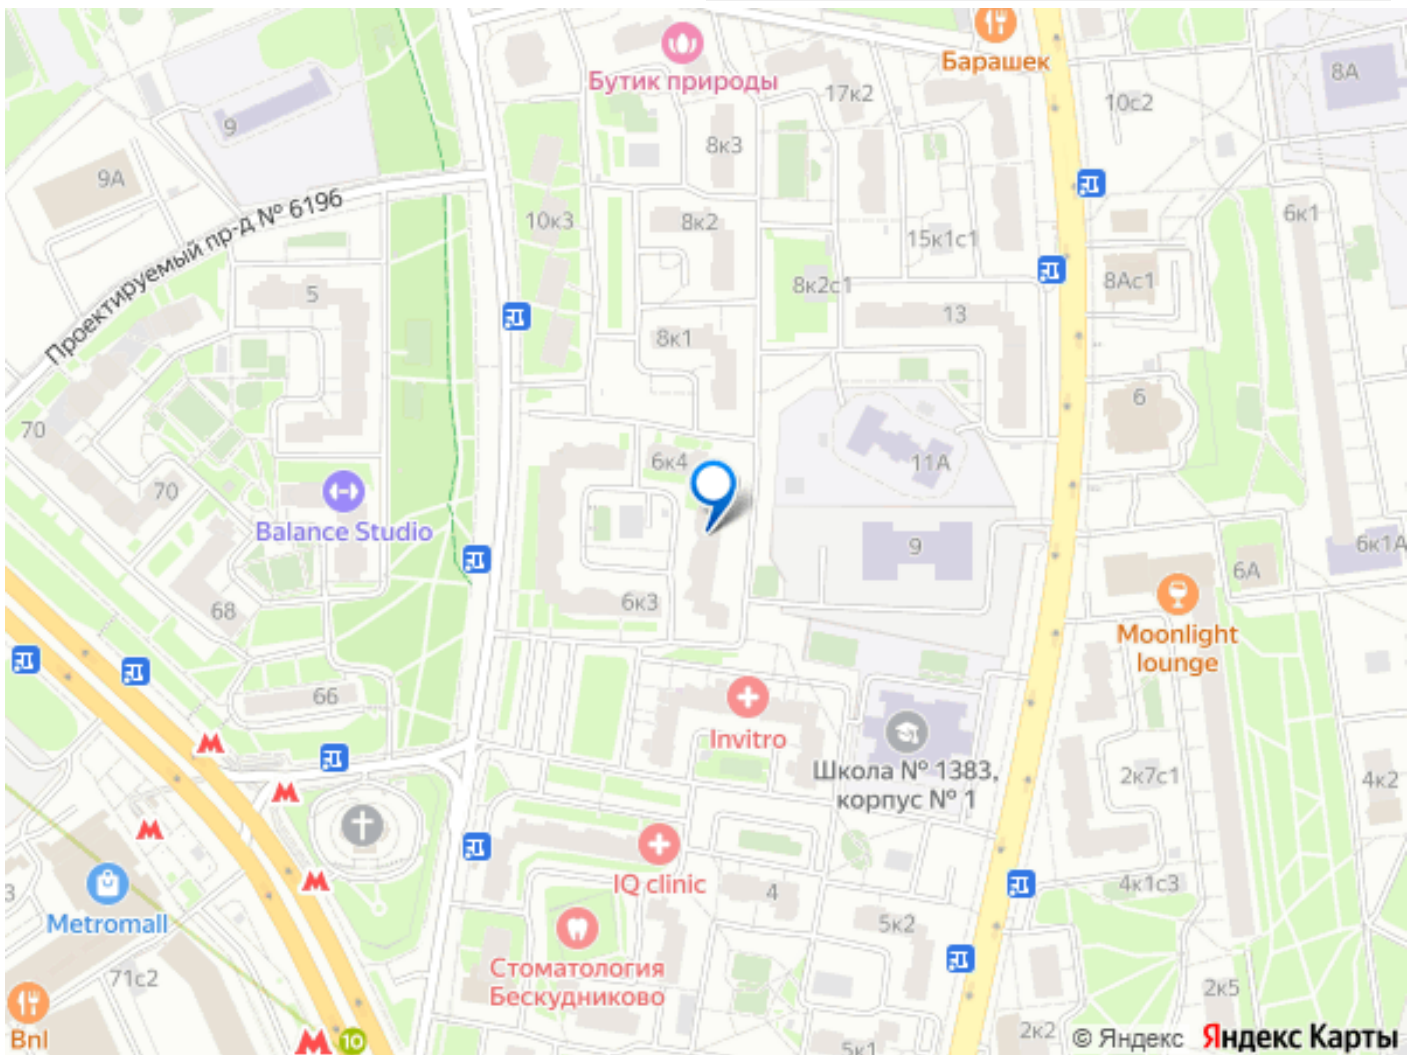 Барашек
8А
Бутик природы
17к2
10с2
9
8к3
9А
Проектируемый пр-д № 6196
10к3
8к2
15к1с1
6к1
5
8к2с1
8Ас1
13
8к1
6
70
6к4
11А
70
Balance Studio
9
6к1А
6А
68
6к3
Moonlight
lounge
66
Invitro
Школа № 1383,
корпус № 1
2к7с1
4к2
3
Metromall
IQ clinic
4
4к1с3
5к2
Стоматология
Бескудниково
71с2
2к5
Bnl
10
5к1
2к2
© Яндекс Яндекс Карты